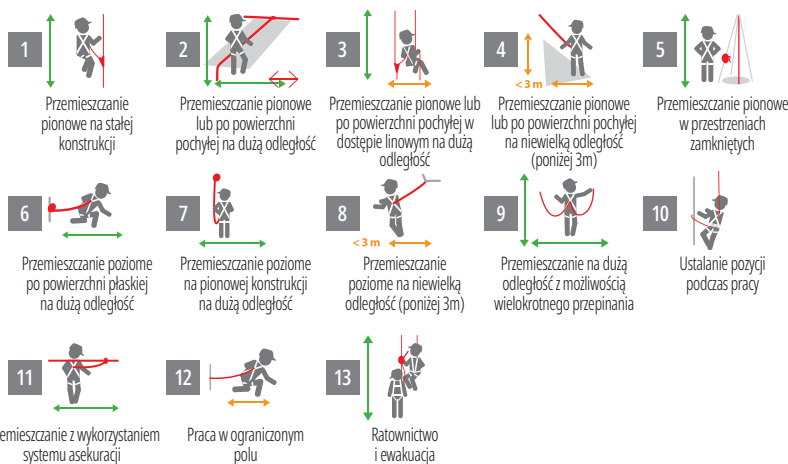 1
Przemieszczanie
pionowe na stałej
konstrukcji
2
Przemieszczanie pionowe
lub po powierzchni
pochyłej na dużą odległość
3
Przemieszczanie pionowe lub
po powierzchni pochyłej w
dostępie linowym na dużą
odległość
4
< 3 m
Przemieszczanie pionowe
lub po powierzchni pochyłej
na niewielką odległość
(poniżej 3m)
5
Przemieszczanie pionowe
w przestrzeniach
zamkniętych
6
Przemieszczanie poziome
po powierzchni płaskiej
na dużą odległość
7
Przemieszczanie poziome
na pionowej konstrukcji
na dużą odległość
8
< 3 m
Przemieszczanie
poziome na niewielką
odległość (poniżej 3m)
9
Przemieszczanie na dużą
odległość z możliwością
wielokrotnego przepinania
10
Ustalanie pozycji
podczas pracy
11
emieszczanie z wykorzystaniem
systemu asekuracji
12
Praca w ograniczonym
polu
13
Ratownictwo
i ewakuacja